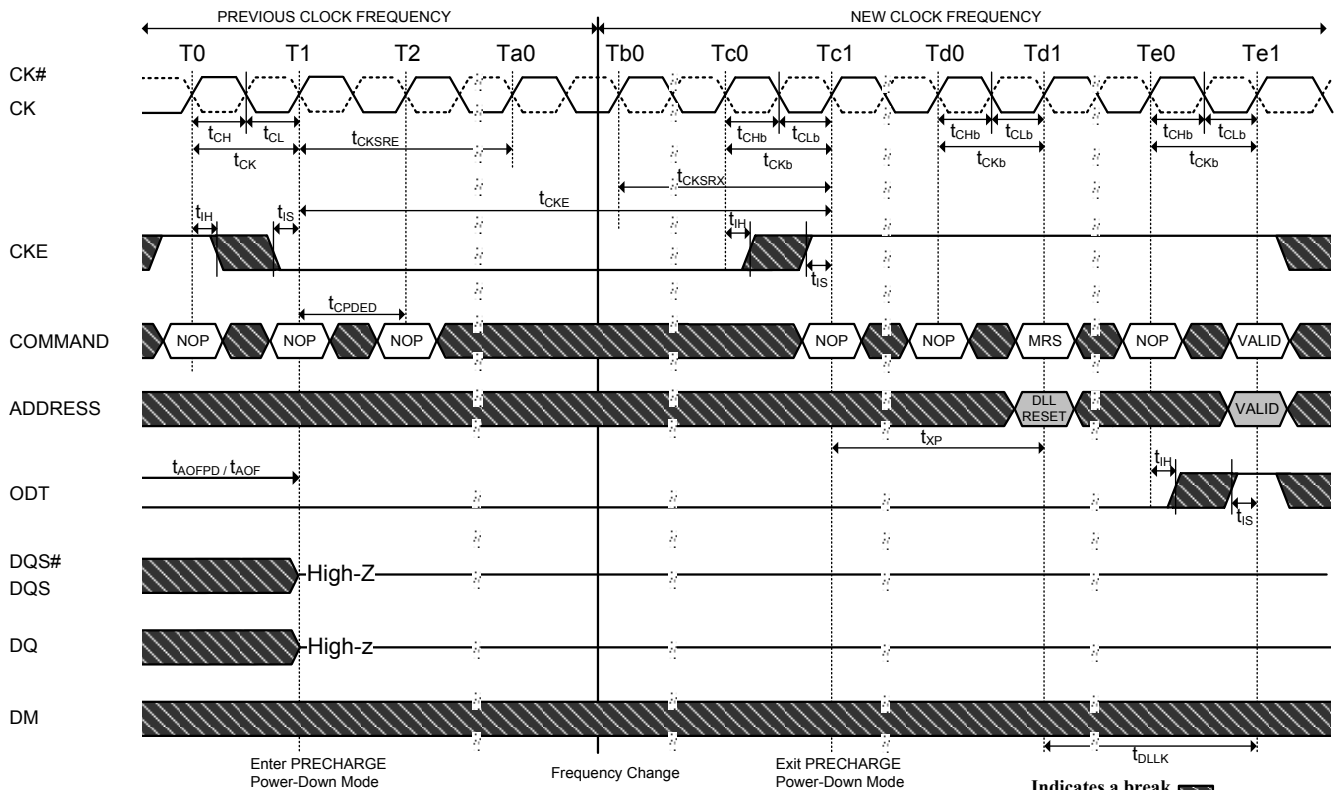 PREVIOUS CLOCK FREQUENCY NEW CLOCK FREQUENCY
T0 T1 T2 Ta0 Tb0 Tc0 Tc1 Td0 Td1 Te0 Te1
CK#
CK
tCH tCL tCHb tCLb tCHb tCLb tCHb tCLb
tCK tCKSRE tCKb tCKb tCKb
tCKSRX
tCKE
tIH tIS tIH
CKE
tIS
tCPDED
COMMAND NOP NOP NOP NOP NOP MRS NOP VALID
ADDRESS DLL RESET VALID
tXP
tAOFPD / tAOF tIH
ODT
tIS
DQS#
DQS
High-Z
DQ High-z
DM
tDLLK
Enter PRECHARGE
Power-Down Mode
Frequency Change
Exit PRECHARGE
Power-Down Mode
Indicates a break